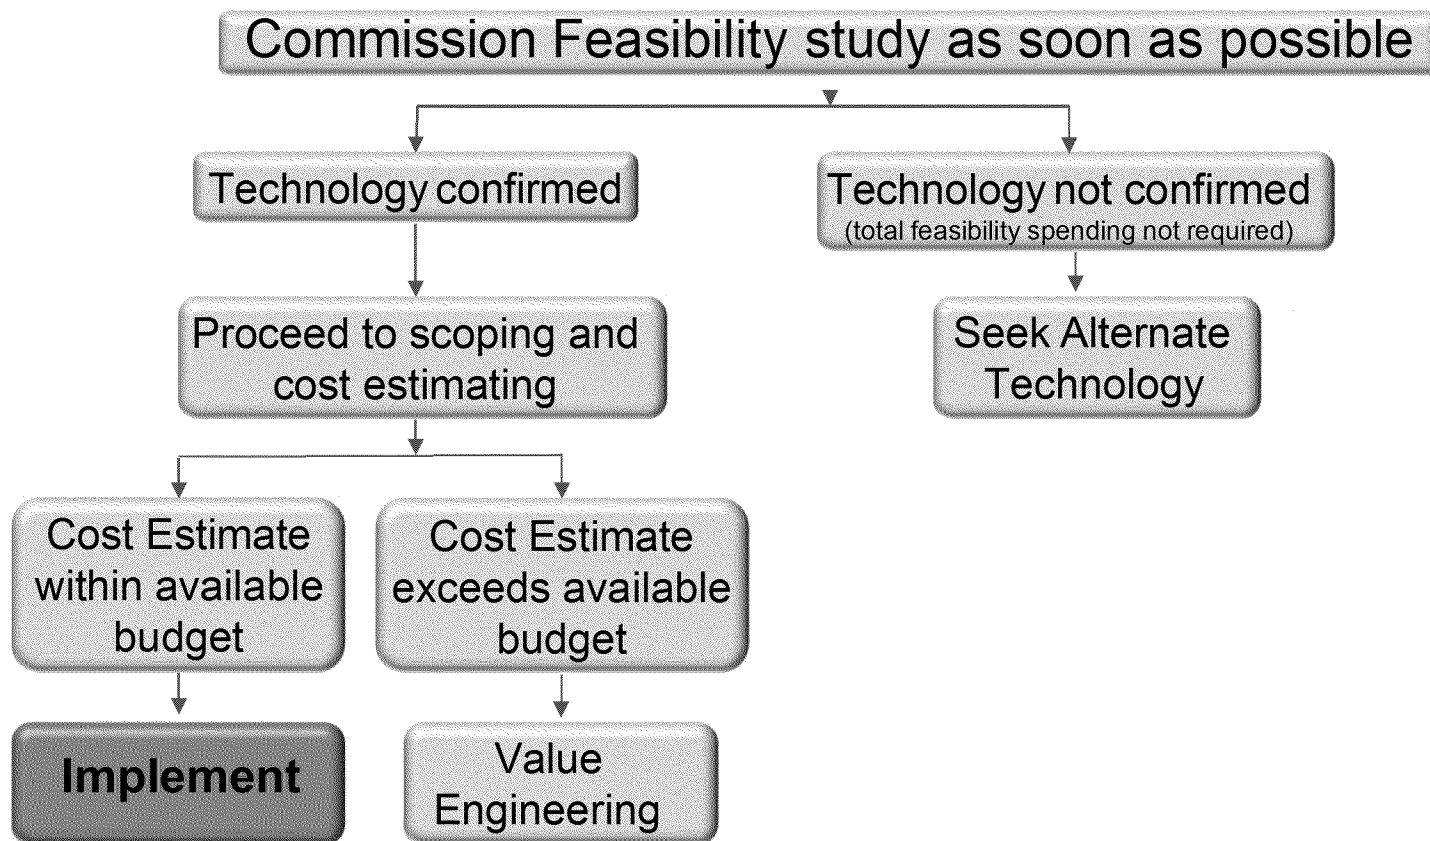 Commission Feasibility study as soon as possible
Technology confirmed
Technology not confirmed
(total feasibility spending not required)
Proceed to scoping and
cost estimating
Seek Alternate
Technology
Cost Estimate
within available
budget
Cost Estimate
exceeds available
budget
Implement
Value
Engineering